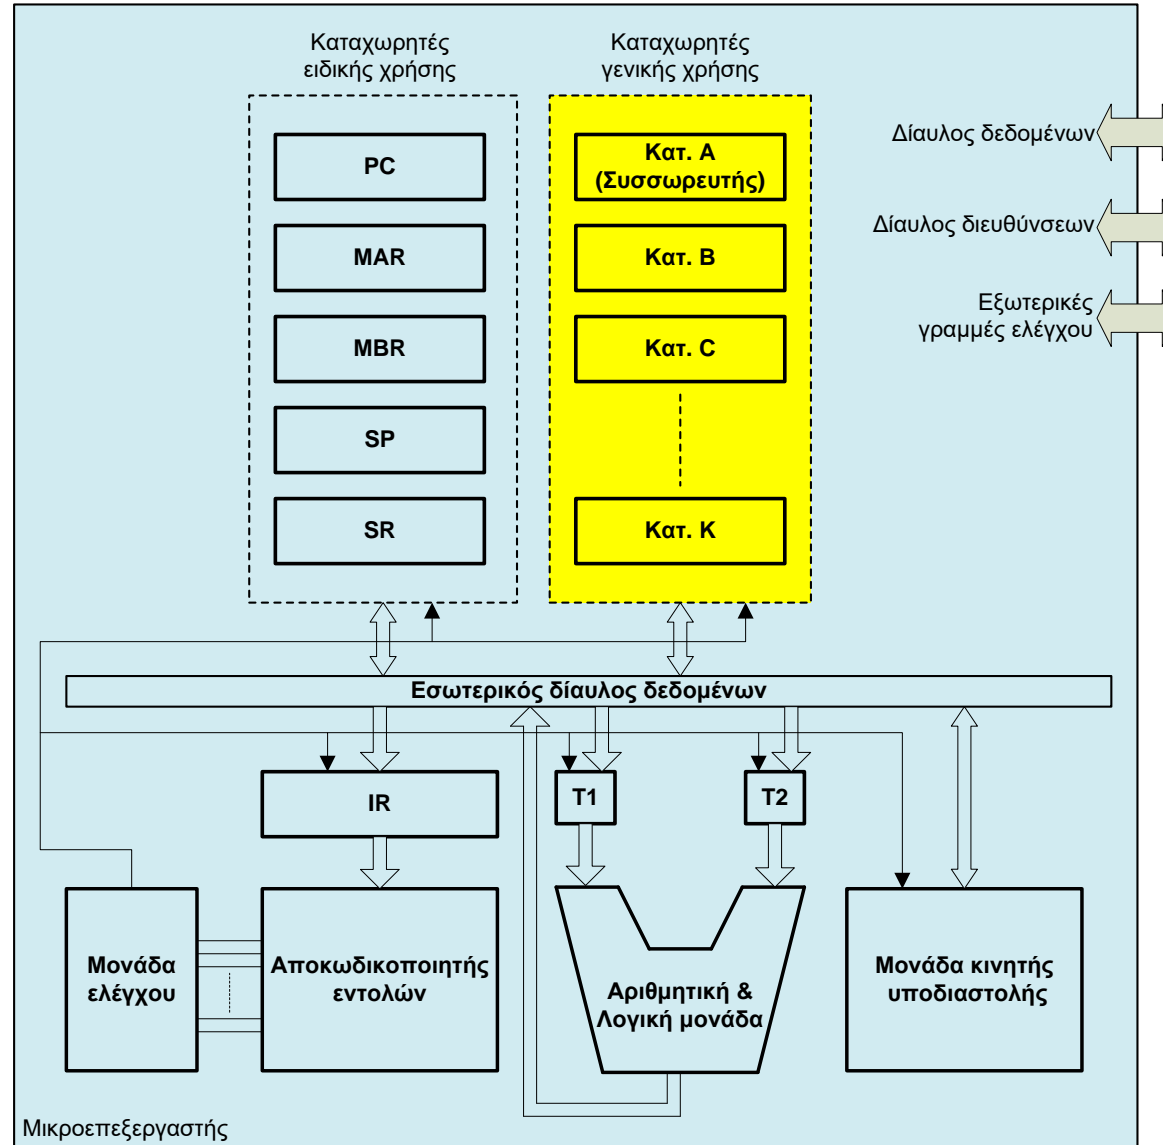 Καταχωρητές
ειδικής χρήσης
Καταχωρητές
γενικής χρήσης
PC
MAR
MBR
SP
SR
Κατ. A
(Συσσωρευτής)
Κατ. B
Κατ. C
Κατ. K
Δίαυλος δεδομένων
Δίαυλος διευθύνσεων
Εξωτερικές
γραμμές ελέγχου
Εσωτερικός δίαυλος δεδομένων
IR
T1
T2
Μονάδα
ελέγχου
Αποκωδικοποιητής
εντολών
Αριθμητική &
Λογική μονάδα
Μονάδα κινητής
υποδιαστολής
Μικροεπεξεργαστής